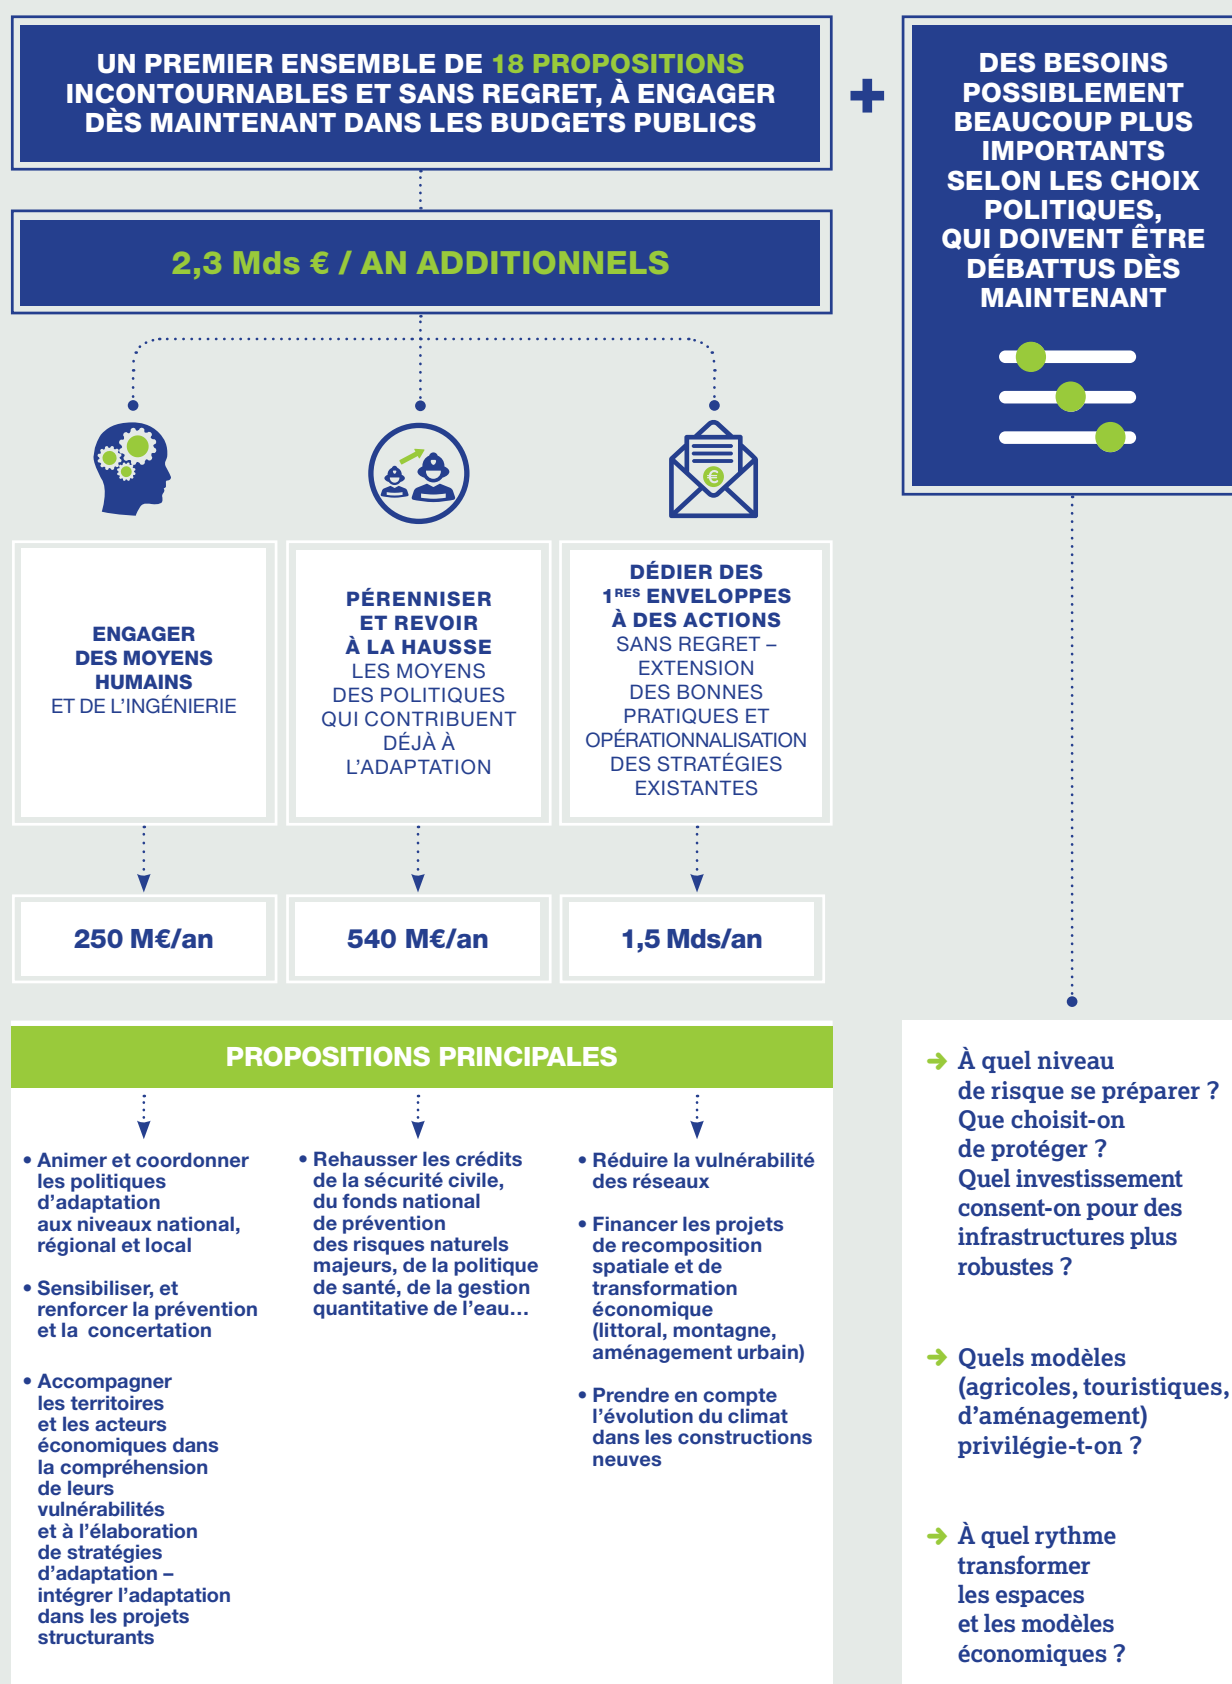 UN PREMIER ENSEMBLE DE 18 PROPOSITIONS
INCONTOURNABLES ET SANS REGRET, À ENGAGER
DÈS MAINTENANT DANS LES BUDGETS PUBLICS
+
DES BESOINS
POSSIBLEMENT
BEAUCOUP PLUS
IMPORTANTS
SELON LES CHOIX
POLITIQUES,
QUI DOIVENT ÊTRE
DÉBATTUS DÈS
MAINTENANT
2,3 Mds € / AN ADDITIONNELS
€
ENGAGER
DES MOYENS
HUMAINS
ET DE L’INGÉNIERIE
PÉRENNISER
ET REVOIR
À LA HAUSSE
LES MOYENS
DES POLITIQUES
QUI CONTRIBUENT
DÉJÀ À
L’ADAPTATION
DÉDIER DES
1RES ENVELOPPES
À DES ACTIONS
SANS REGRET –
EXTENSION
DES BONNES
PRATIQUES ET
OPÉRATIONNALISATION
DES STRATÉGIES
EXISTANTES
250 M€/an
540 M€/an
1,5 Mds/an
PROPOSITIONS PRINCIPALES
• Animer et coordonner
les politiques
d’adaptation
aux niveaux national,
régional et local
• Sensibiliser, et
renforcer la prévention
et la concertation
• Accompagner
les territoires
et les acteurs
économiques dans
la compréhension
de leurs
vulnérabilités
et à l’élaboration
de stratégies
d’adaptation –
intégrer l’adaptation
dans les projets
structurants
• Rehausser les crédits
de la sécurité civile,
du fonds national
de prévention
des risques naturels
majeurs, de la politique
de santé, de la gestion
quantitative de l’eau…
• Réduire la vulnérabilité
des réseaux
• Financer les projets
de recomposition
spatiale et de
transformation
économique
(littoral, montagne,
aménagement urbain)
• Prendre en compte
l’évolution du climat
dans les constructions
neuves
➔ À quel niveau
de risque se préparer ?
Que choisit-on
de protéger ?
Quel investissement
consent-on pour des
infrastructures plus
robustes ?
➔ Quels modèles
(agricoles, touristiques,
d’aménagement)
privilégie-t-on ?
➔ À quel rythme
transformer
les espaces
et les modèles
économiques ?